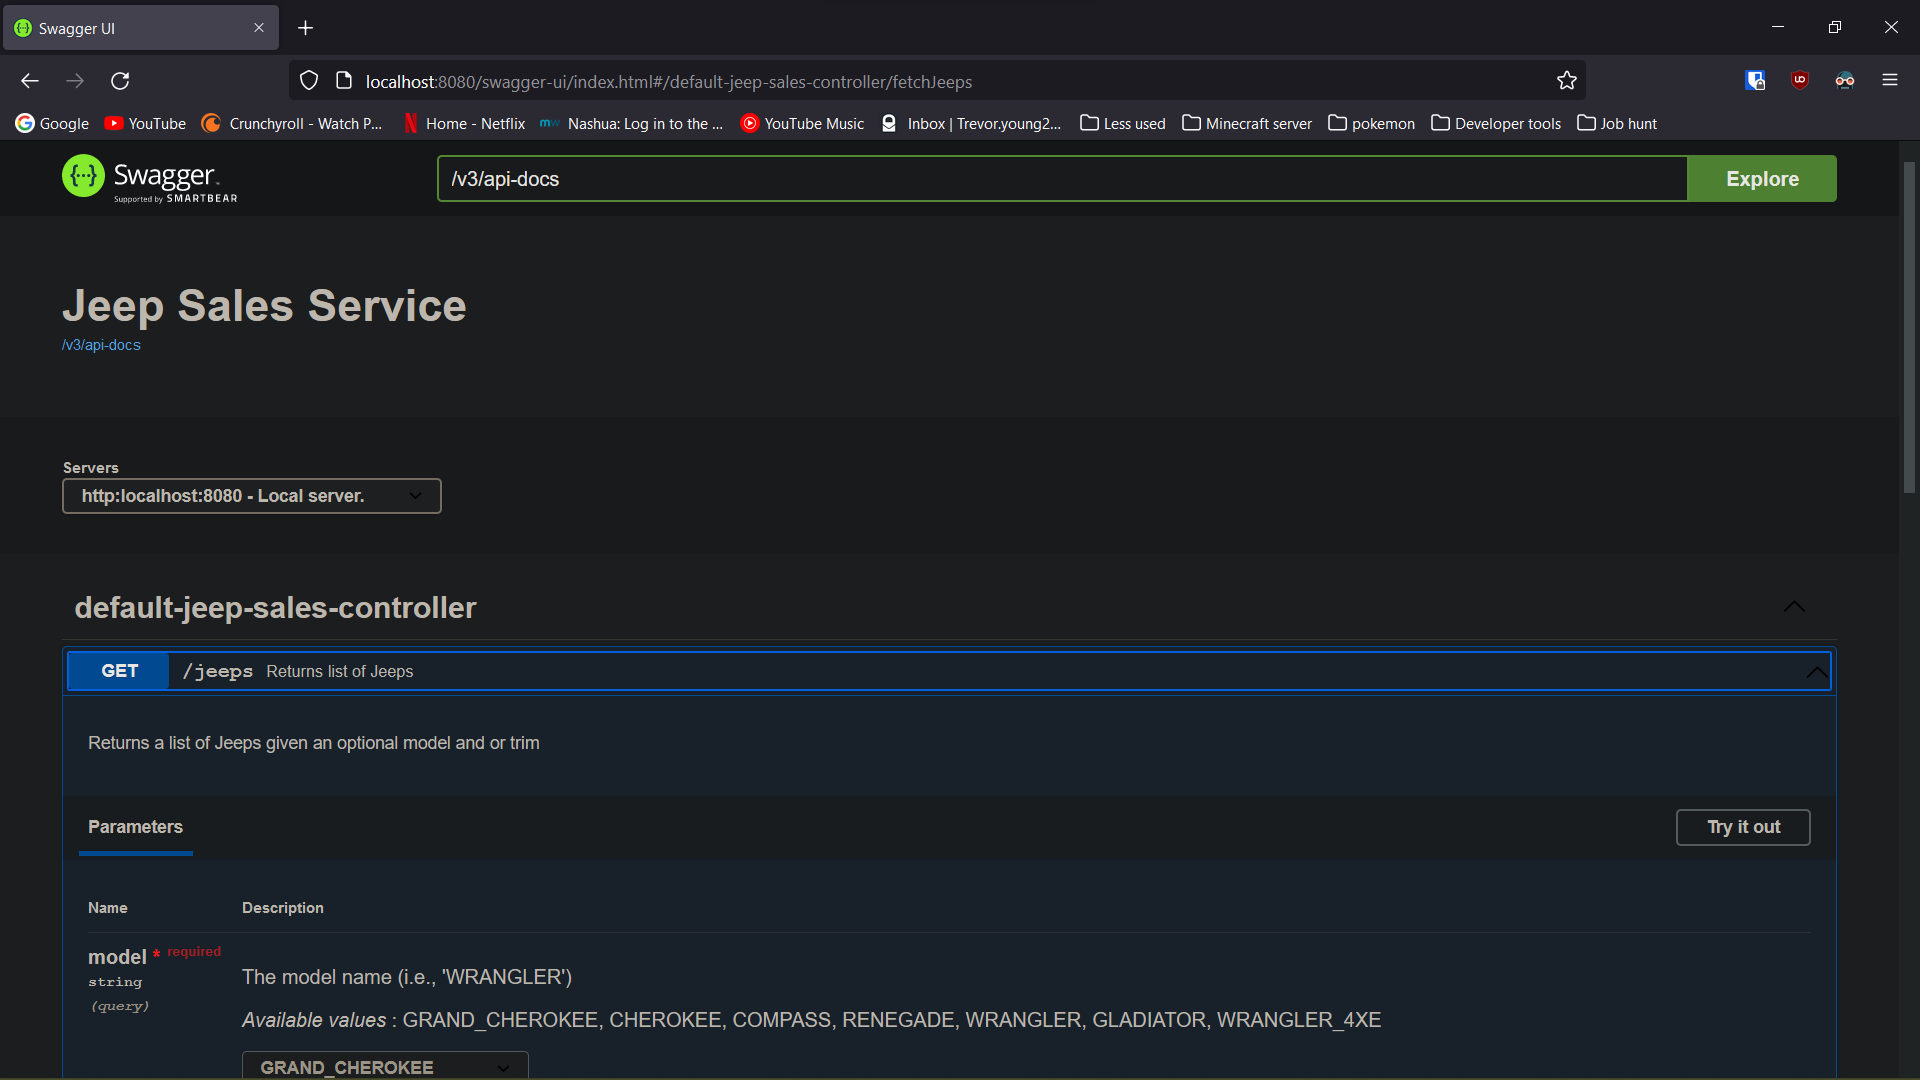 Swagger UI
localhost:8080/swagger-ui/index.html#/default-jeep-sales-controller/fetchJeeps
Google YouTube Crunchyroll - Watch P... Home - Netflix Nashua: Log in to the ... YouTube Music Inbox | Trevor.young2... Less used Minecraft server pokemon Developer tools Job hunt
Swagger
Supported by SMARTBEAR
/v3/api-docs
Explore
Jeep Sales Service
/v3/api-docs
Servers
http:localhost:8080 - Local server.
default-jeep-sales-controller
GET /jeeps Returns list of Jeeps
Returns a list of Jeeps given an optional model and or trim
Parameters
Try it out
Name Description
model * required
string
(query)
The model name (i.e., 'WRANGLER')
Available values : GRAND_CHEROKEE, CHEROKEE, COMPASS, RENEGADE, WRANGLER, GLADIATOR, WRANGLER_4XE
GRAND_CHEROKEE